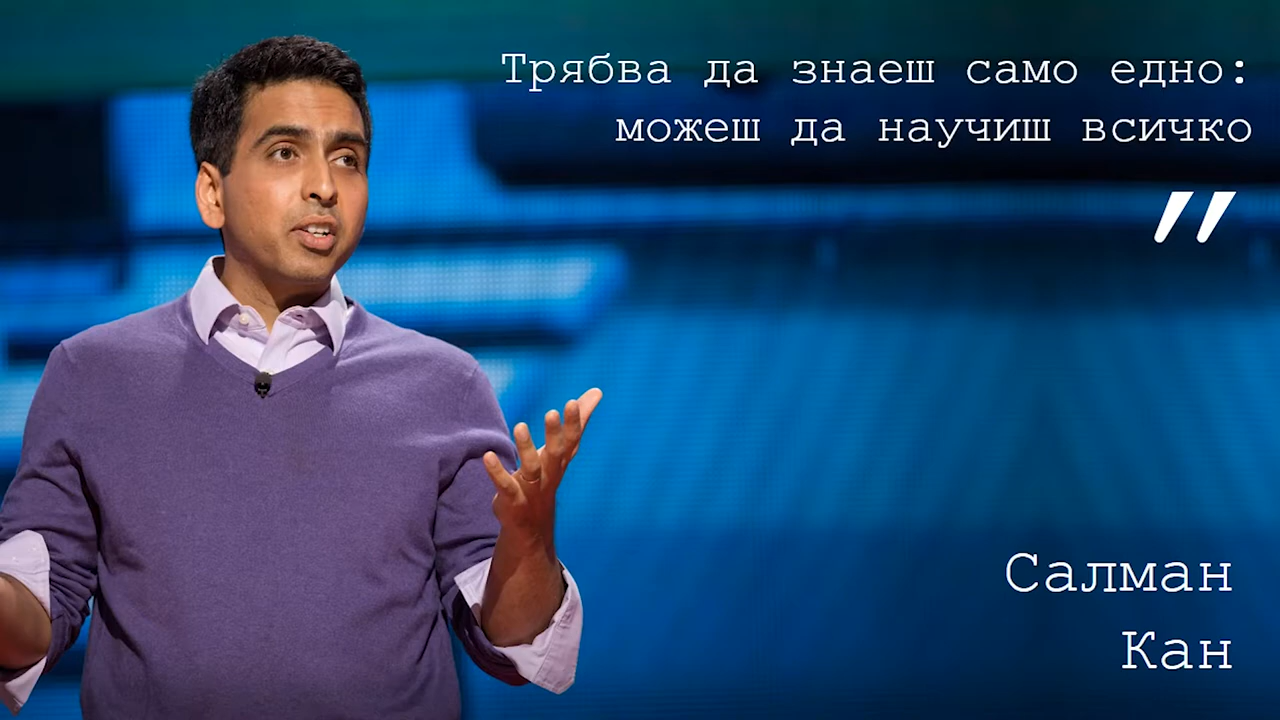 Трябва да знаеш само едно:
можеш да научиш всичко
"
Салман
Кан